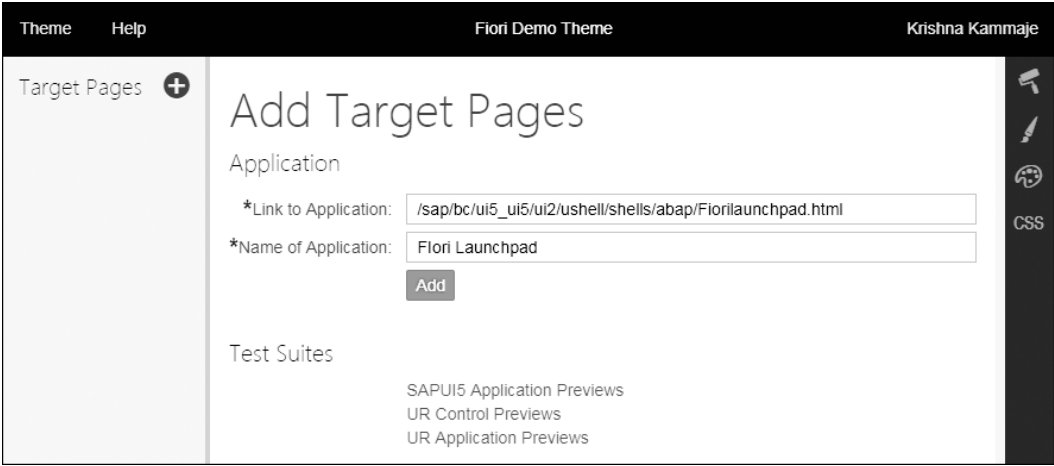 Theme Help Fiori Demo Theme Krishna Kammaje
Target Pages
Add Target Pages
Application
*Link to Application: /sap/bc/ui5_ui5/ui2/ushell/shells/abap/Fiorilaunchpad.html
*Name of Application: FIori Launchpad
Add
CSS
Test Suites
SAPUI5 Application Previews
UR Control Previews
UR Application Previews